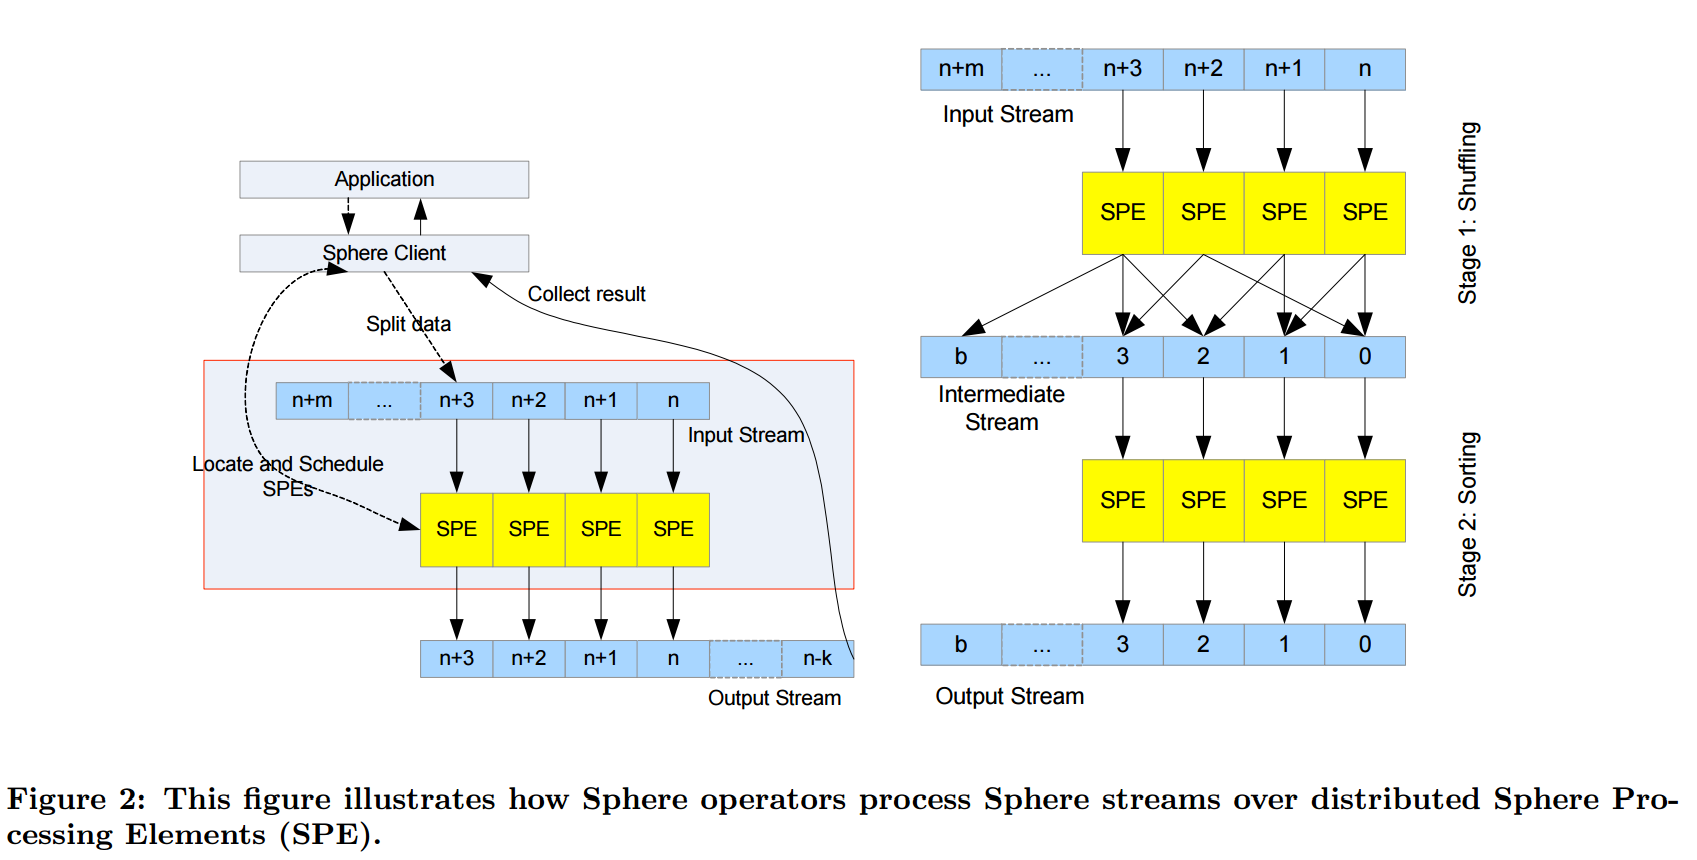 Application
Sphere Client
Collect result
Split data
n+m ... n+3 n+2 n+1 n
Input Stream
Locate and Schedule
SPEs
SPE SPE SPE SPE
n+3 n+2 n+1 n ... n-k
Output Stream
n+m ... n+3 n+2 n+1 n
Input Stream
SPE SPE SPE SPE
Stage 1: Shuffling
b ... 3 2 1 0
Intermediate
Stream
SPE SPE SPE SPE
Stage 2: Sorting
b ... 3 2 1 0
Output Stream
Figure 2: This figure illustrates how Sphere operators process Sphere streams over distributed Sphere Pro-
cessing Elements (SPE).